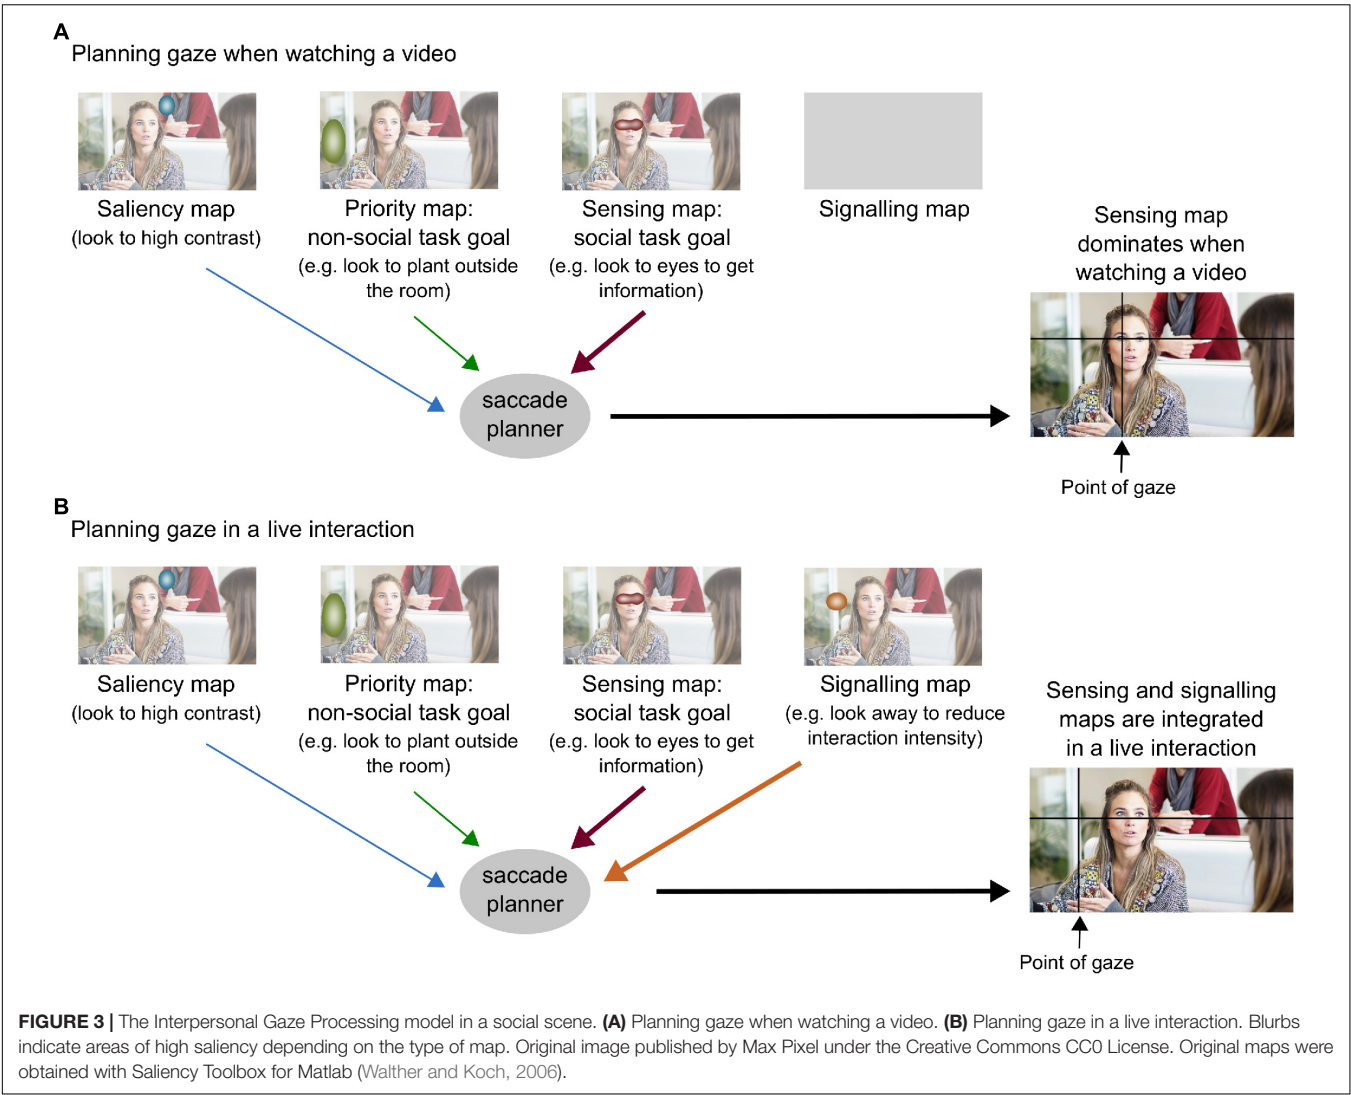 A
Planning gaze when watching a video
Saliency map
(look to high contrast)
Priority map:
non-social task goal
(e.g. look to plant outside
the room)
Sensing map:
social task goal
(e.g. look to eyes to get
information)
Signalling map
Sensing map
dominates when
watching a video
saccade
planner
Point of gaze
B
Planning gaze in a live interaction
Saliency map
(look to high contrast)
Priority map:
non-social task goal
(e.g. look to plant outside
the room)
Sensing map:
social task goal
(e.g. look to eyes to get
information)
Signalling map
(e.g. look away to reduce
interaction intensity)
Sensing and signalling
maps are integrated
in a live interaction
saccade
planner
Point of gaze
FIGURE 3 | The Interpersonal Gaze Processing model in a social scene. (A) Planning gaze when watching a video. (B) Planning gaze in a live interaction. Blurbs
indicate areas of high saliency depending on the type of map. Original image published by Max Pixel under the Creative Commons CC0 License. Original maps were
obtained with Saliency Toolbox for Matlab (Walther and Koch, 2006).